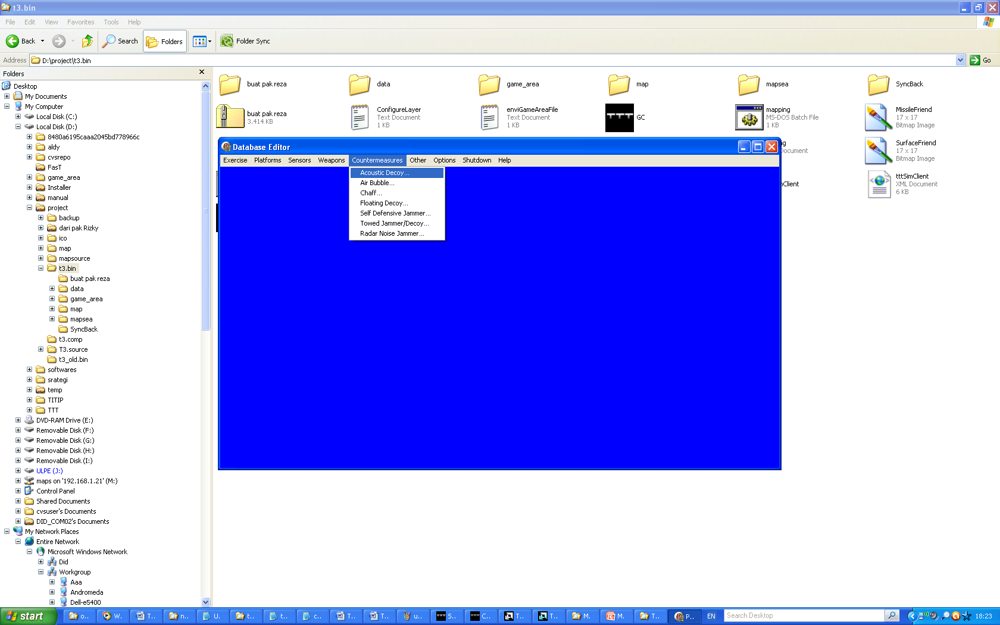 t3.bin
File Edit View Favorites Tools Help
Back Search Folders Folder Sync
Address D:\project\t3.bin Go
Folders
Desktop
My Documents
My Computer
Local Disk (C:)
Local Disk (D:)
8480a6195caaa2045bd778966c
aldy
cvsrepo
FasT
game_area
Installer
manual
project
backup
dari pak Rizky
ico
map
mapsource
t3.bin
buat pak reza
data
game_area
map
mapsea
SyncBack
t3.comp
T3.source
t3_old.bin
softwares
srategi
temp
TITIP
TTT
DVD-RAM Drive (E:)
Removable Disk (F:)
Removable Disk (G:)
Removable Disk (H:)
Removable Disk (I:)
ULPE (J:)
maps on '192.168.1.21' (M:)
Control Panel
Shared Documents
cvsuser's Documents
DID_COM02's Documents
My Network Places
Entire Network
Microsoft Windows Network
Did
Workgroup
Aaa
Andromeda
Dell-e5400
buat pak reza
data
game_area
map
mapsea
SyncBack
buat pak reza
3.414 KB
ConfigureLayer
Text Document
1 KB
enviGameAreaFile
Text Document
1 KB
TTT
GC
mapping
MS-DOS Batch File
1 KB
MissileFriend
17 x 17
Bitmap Image
SurfaceFriend
17 x 17
Bitmap Image
tttSimClient
XML Document
6 KB
Database Editor
Exercise Platforms Sensors Weapons Countermeasures Other Options Shutdown Help
Acoustic Decoy...
Air Bubble...
Chaff...
Floating Decoy...
Self Defensive Jammer...
Towed Jammer/Decoy...
Radar Noise Jammer...
start o.. W.. T.. n.. U.. t.. t.. c.. T.. T.. u.. S.. C.. T.. T.. M.. M.. T.. P.. EN Search Desktop 18:23